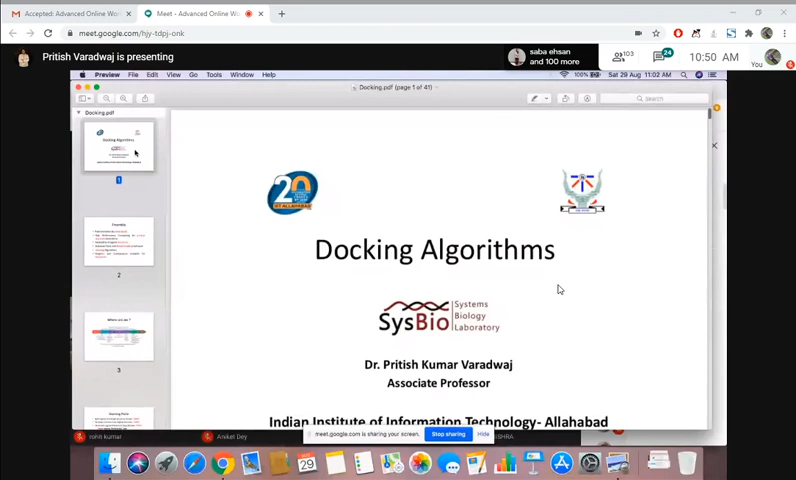 Accepted: Advanced Online Wo
Meet - Advanced Online Wo
meet.google.com/hjy-tdpj-onk
Pritish Varadwaj is presenting
saba ehsan
and 100 more
103
24
10:50 AM
You
Preview File Edit View Go Tools Window Help
100%
Sat 29 Aug 11:02 AM
Docking.pdf (page 1 of 41)
Search
Docking.pdf
Docking Algorithms
1
2
Where are we ?
3
20
IIIT ALLAHABAD
Docking Algorithms
SysBio
Systems
Biology
Laboratory
Dr. Pritish Kumar Varadwaj
Associate Professor
Indian Institute of Information Technology- Allahabad
rohit kumar
Aniket Dey
meet.google.com is sharing your screen.
Stop sharing
Hide
29